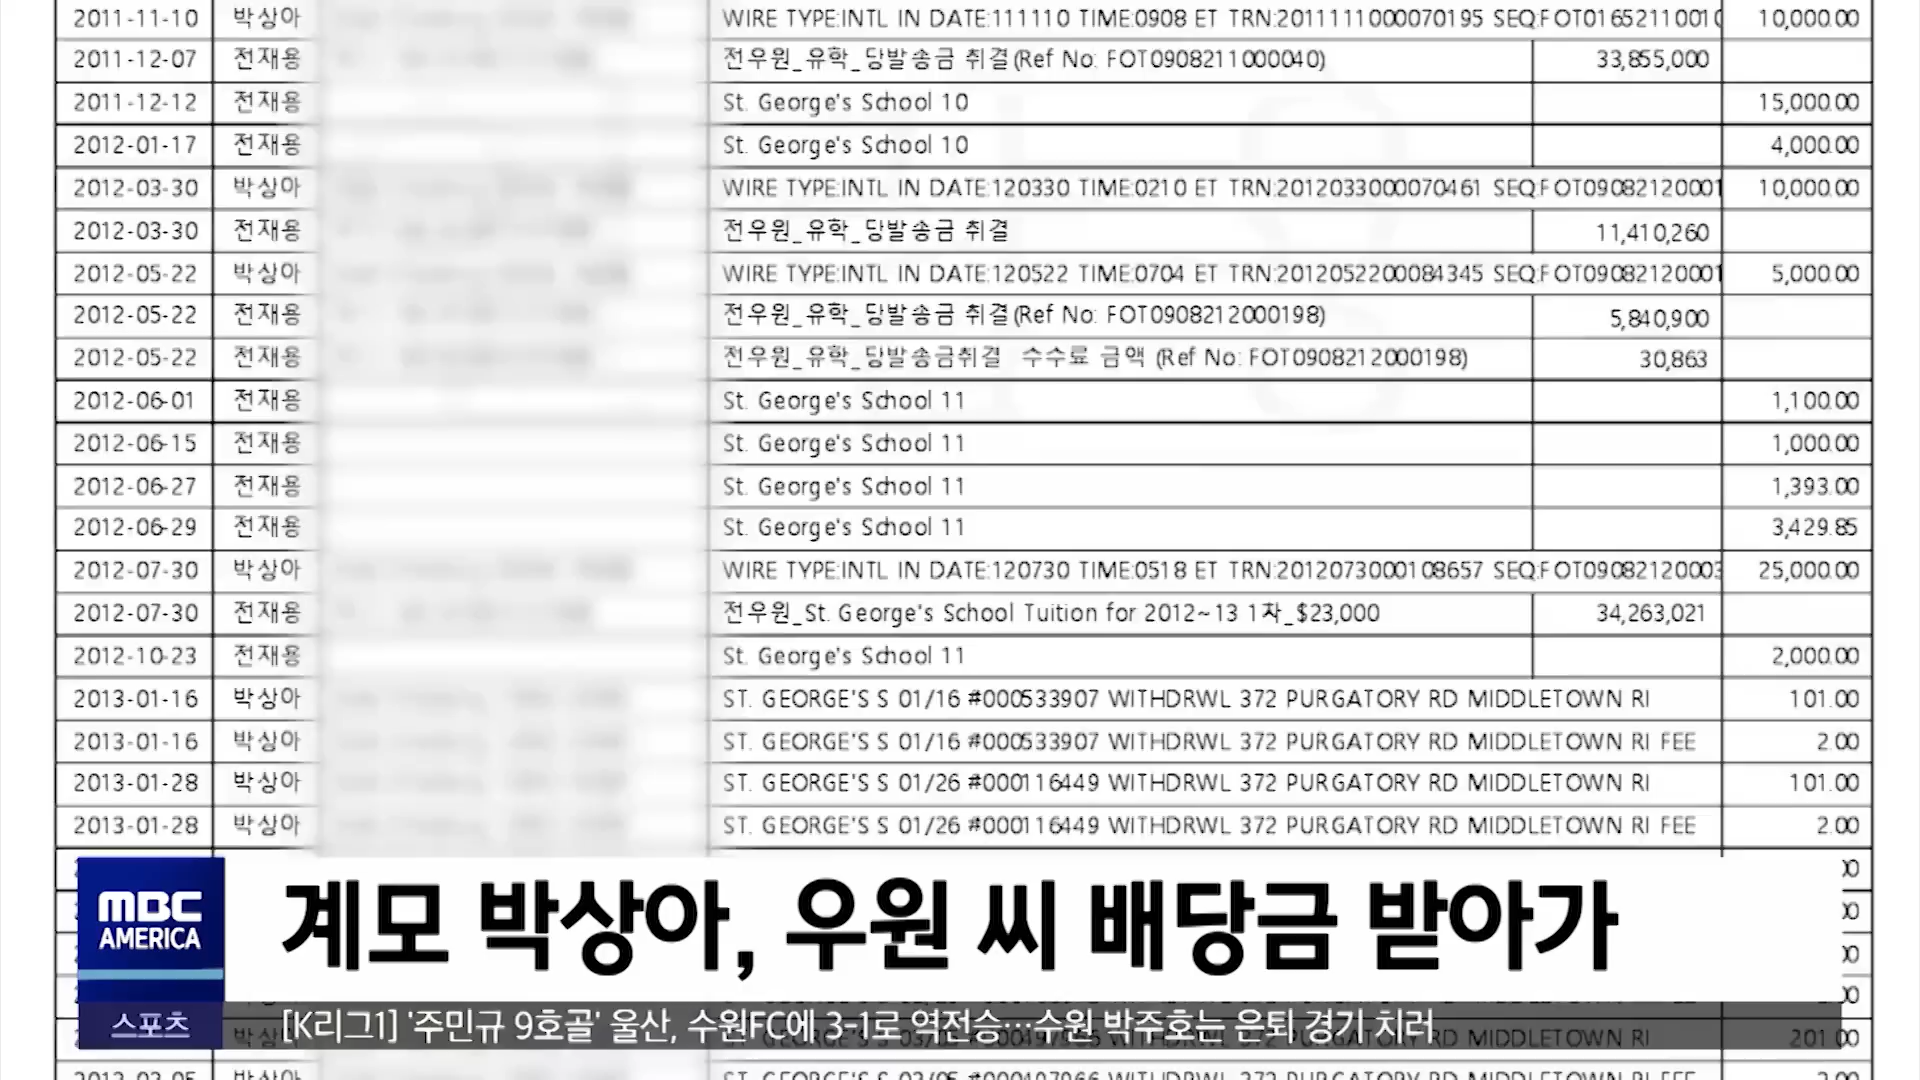 2011-11-10 박상아 WIRE TYPE:INTL IN DATE:111110 TIME:0908 ET TRN:2011111000070195 SEQ:FOT0165211001 10,000.00
2011-12-07 전재용 전우원_유학_당발송금 취결(Ref No: FOT0908211000040) 33,855,000
2011-12-12 전재용 St. George's School 10 15,000.00
2012-01-17 전재용 St. George's School 10 4,000.00
2012-03-30 박상아 WIRE TYPE:INTL IN DATE:120330 TIME:0210 ET TRN:2012033000070461 SEQ:FOT09082120001 10,000.00
2012-03-30 전재용 전우원_유학_당발송금 취결 11,410,260
2012-05-22 박상아 WIRE TYPE:INTL IN DATE:120522 TIME:0704 ET TRN:2012052200084345 SEQ:FOT09082120001 5,000.00
2012-05-22 전재용 전우원_유학_당발송금 취결(Ref No: FOT0908212000198) 5,840,900
2012-05-22 전재용 전우원_유학_당발송금취결 수수료 금액 (Ref No: FOT0908212000198) 30,863
2012-06-01 전재용 St. George's School 11 1,100.00
2012-06-15 전재용 St. George's School 11 1,000.00
2012-06-27 전재용 St. George's School 11 1,393.00
2012-06-29 전재용 St. George's School 11 3,429.85
2012-07-30 박상아 WIRE TYPE:INTL IN DATE:120730 TIME:0518 ET TRN:2012073000108657 SEQ:FOT09082120003 25,000.00
2012-07-30 전재용 전우원_St. George's School Tuition for 2012~13 1차_$23,000 34,263,021
2012-10-23 전재용 St. George's School 11 2,000.00
2013-01-16 박상아 ST. GEORGE'S S 01/16 #000533907 WITHDRWL 372 PURGATORY RD MIDDLETOWN RI 101.00
2013-01-16 박상아 ST. GEORGE'S S 01/16 #000533907 WITHDRWL 372 PURGATORY RD MIDDLETOWN RI FEE 2.00
2013-01-28 박상아 ST. GEORGE'S S 01/26 #000116449 WITHDRWL 372 PURGATORY RD MIDDLETOWN RI 101.00
2013-01-28 박상아 ST. GEORGE'S S 01/26 #000116449 WITHDRWL 372 PURGATORY RD MIDDLETOWN RI FEE 2.00
MBC AMERICA
계모 박상아, 우원 씨 배당금 받아가
스포츠 [K리그1] '주민규 9호골' 울산, 수원FC에 3-1로 역전승…수원 박주호는 은퇴 경기 치러